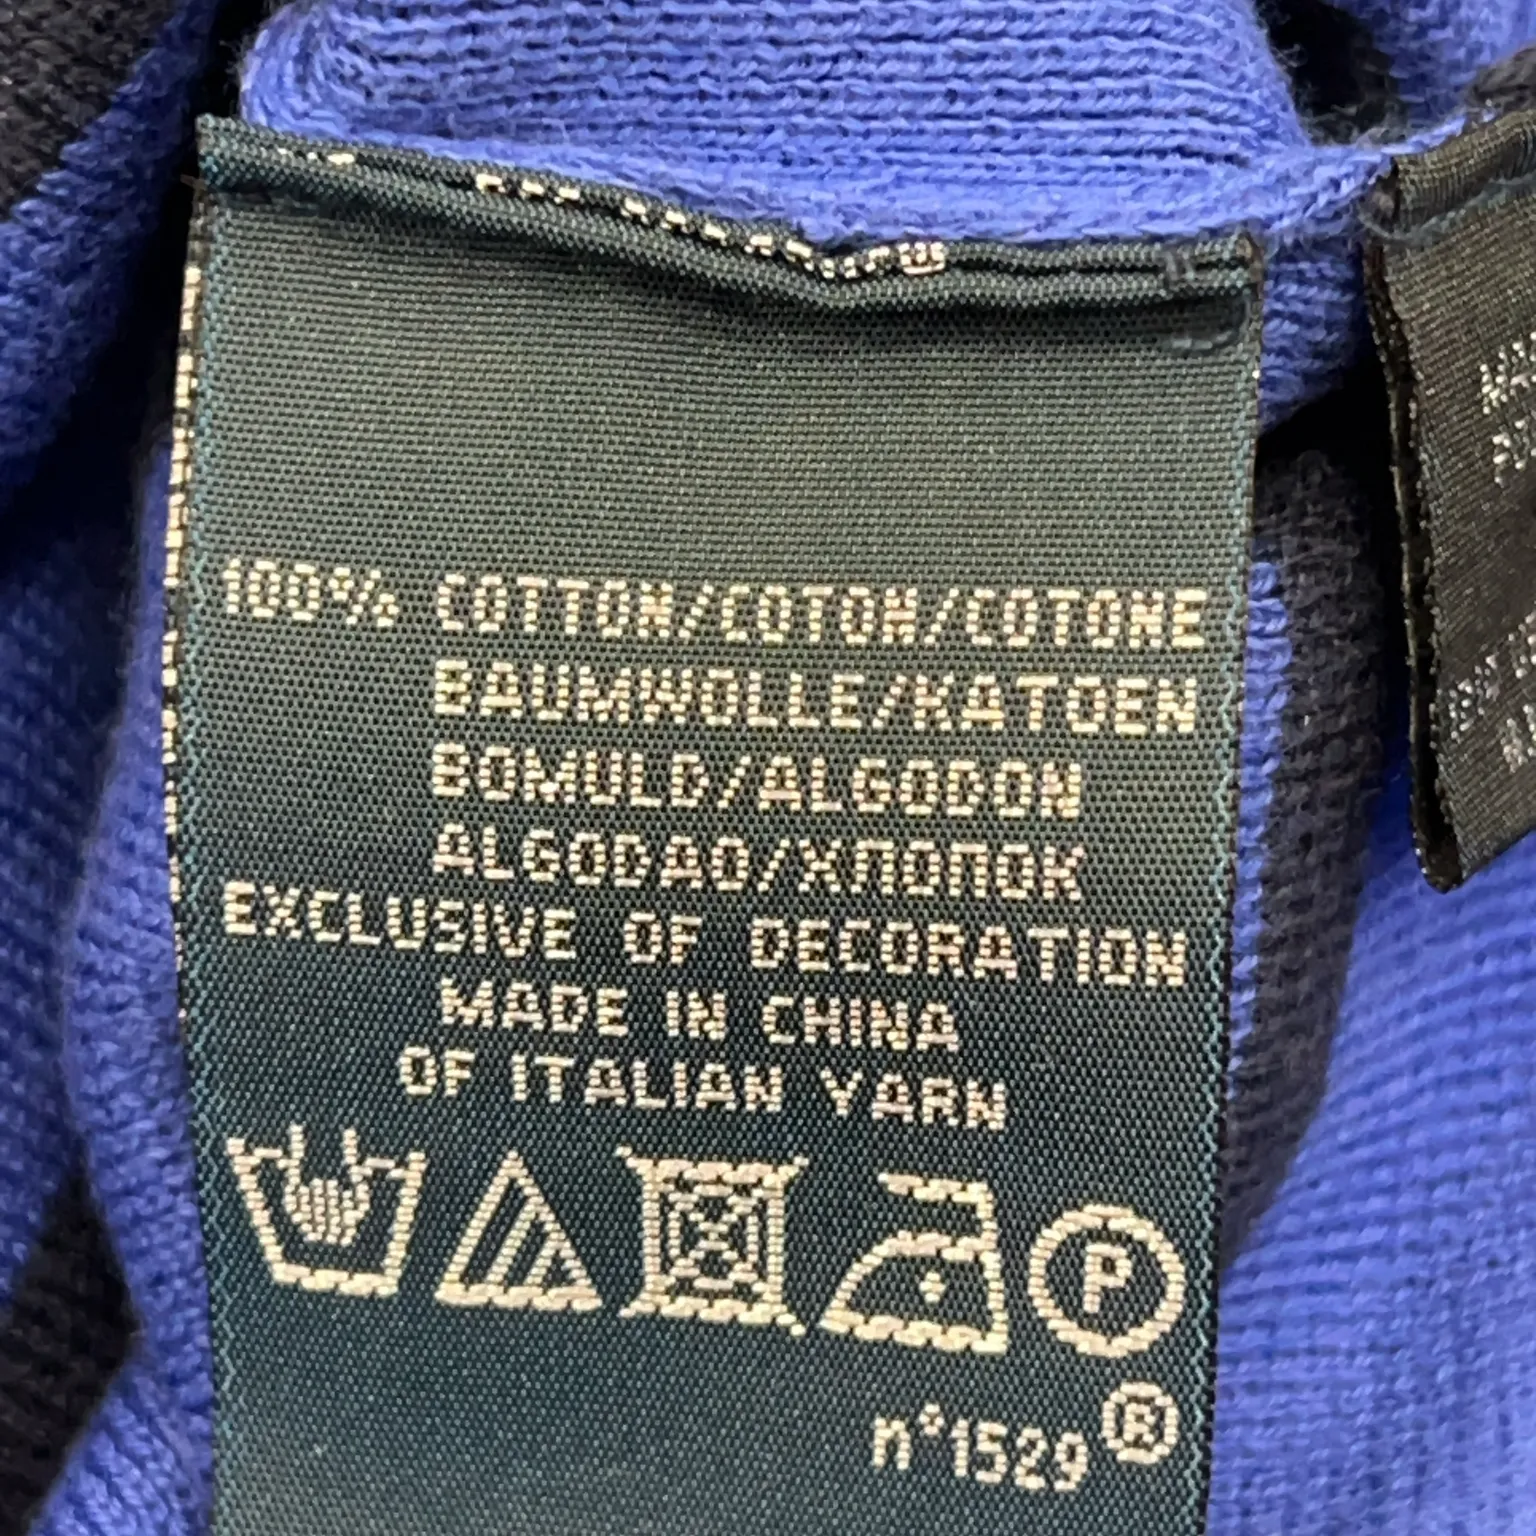 100% COTTON/COTON/COTONE
BAUMWOLLE/KATOEN
BOMULD/ALGODON
ALGODAO/ХЛОПОК
EXCLUSIVE OF DECORATION
MADE IN CHINA
OF ITALIAN YARN
P
n°1529®